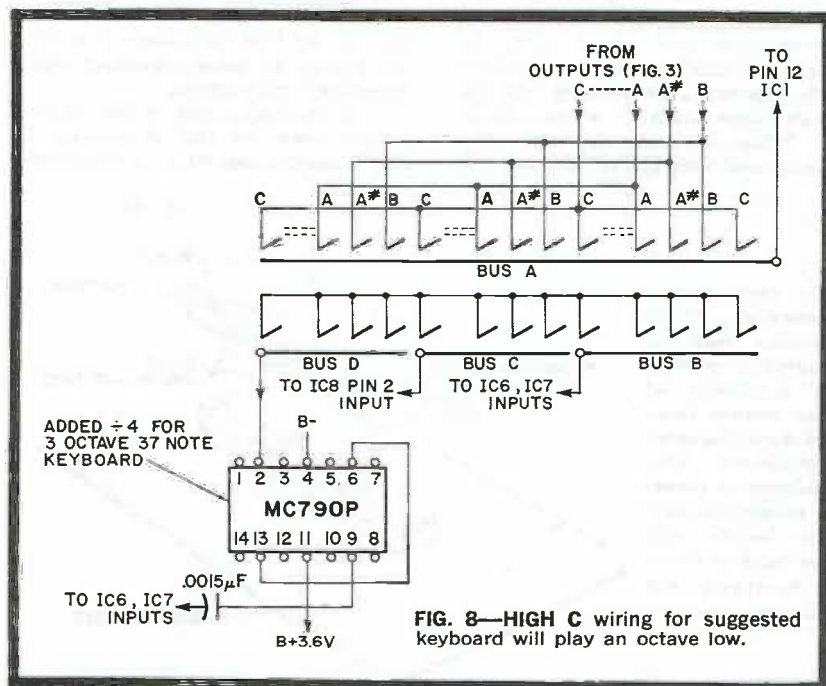 FROM
OUTPUTS (FIG. 3)
C ------ A A# B
TO
PIN 12
IC1
C A A# B C A A# B C A A# B C
BUS A
BUS D BUS C BUS B
TO IC8 PIN 2
INPUT
TO IC6, IC7
INPUTS
ADDED ÷4 FOR
3 OCTAVE 37 NOTE
KEYBOARD
B-
1 2 3 4 5. 6 7
MC790P
14 13 12 11 10 9 8
.0015μF
TO IC6, IC7
INPUTS
B+3.6V
FIG. 8—HIGH C wiring for suggested
keyboard will play an octave low.